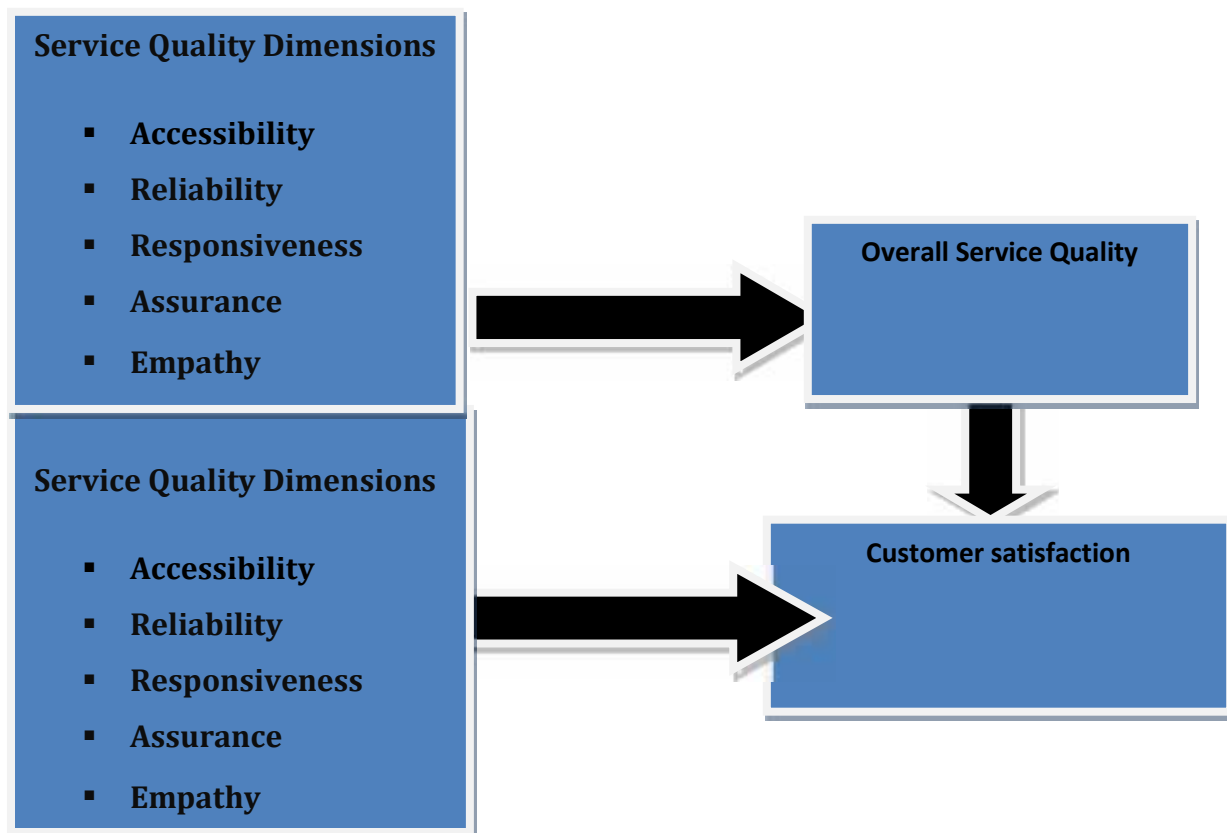 Service Quality Dimensions
▪ Accessibility
▪ Reliability
▪ Responsiveness
▪ Assurance
▪ Empathy
Overall Service Quality
Service Quality Dimensions
▪ Accessibility
▪ Reliability
▪ Responsiveness
▪ Assurance
▪ Empathy
Customer satisfaction